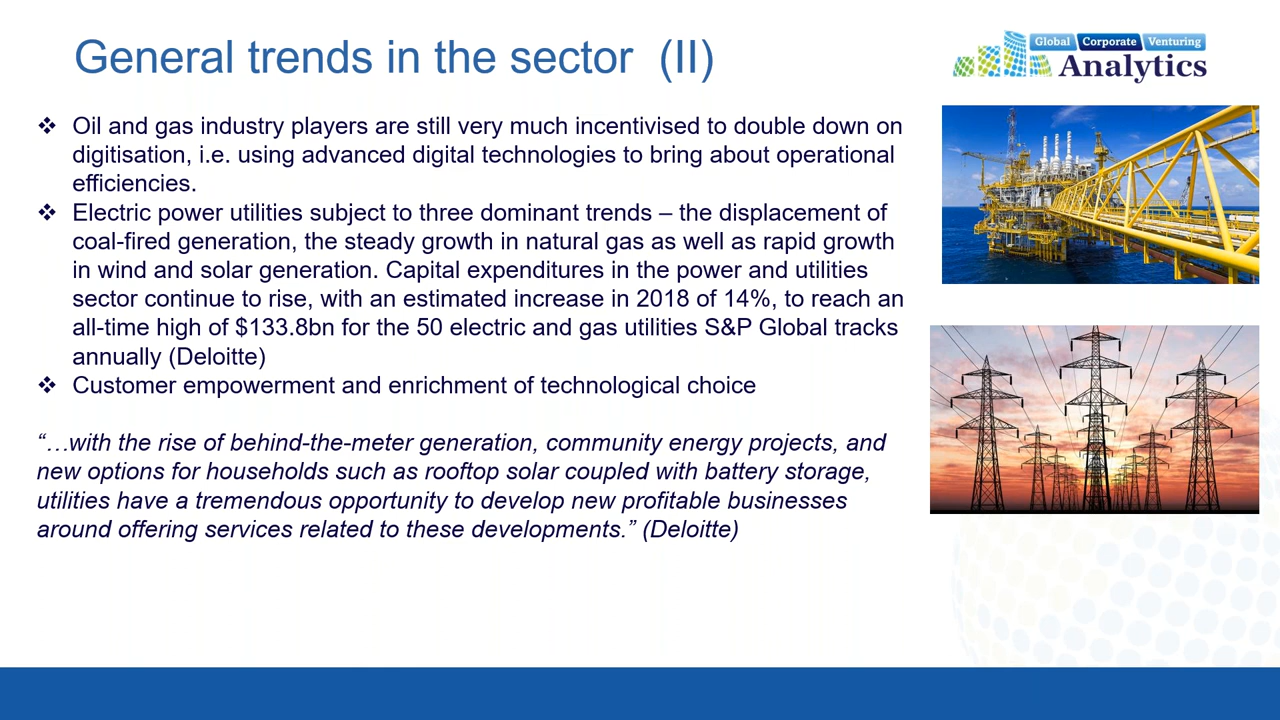 General trends in the sector (II)
Global Corporate Venturing
Analytics
❖ Oil and gas industry players are still very much incentivised to double down on
digitisation, i.e. using advanced digital technologies to bring about operational
efficiencies.
❖ Electric power utilities subject to three dominant trends – the displacement of
coal-fired generation, the steady growth in natural gas as well as rapid growth
in wind and solar generation. Capital expenditures in the power and utilities
sector continue to rise, with an estimated increase in 2018 of 14%, to reach an
all-time high of $133.8bn for the 50 electric and gas utilities S&P Global tracks
annually (Deloitte)
❖ Customer empowerment and enrichment of technological choice
“…with the rise of behind-the-meter generation, community energy projects, and
new options for households such as rooftop solar coupled with battery storage,
utilities have a tremendous opportunity to develop new profitable businesses
around offering services related to these developments.” (Deloitte)